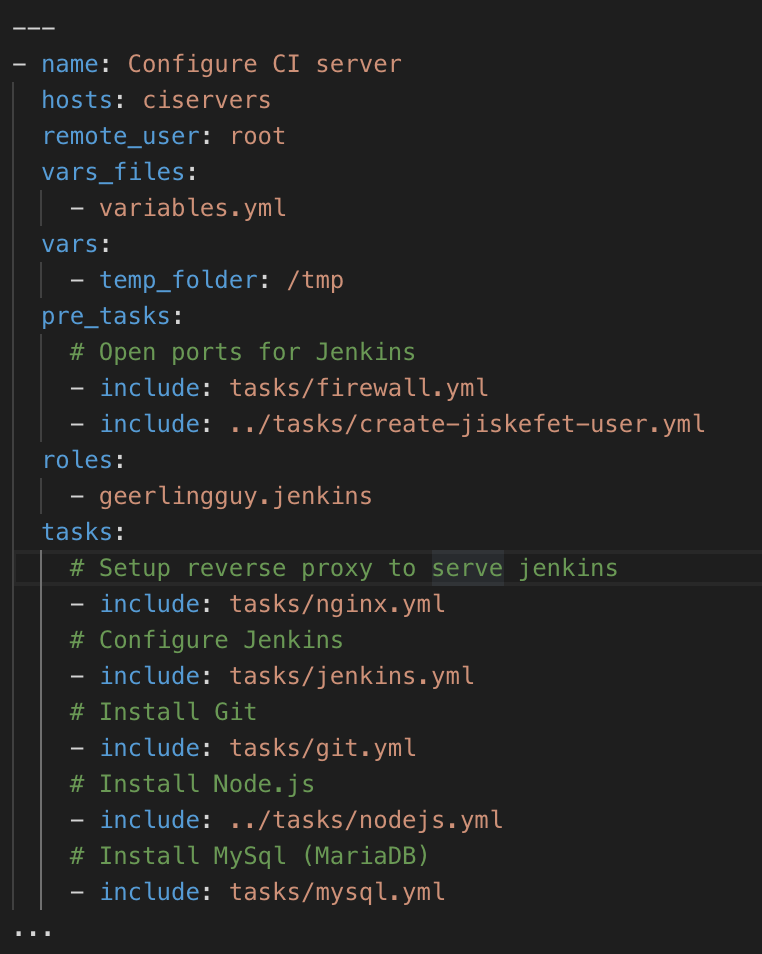 ---
- name: Configure CI server
  hosts: ciservers
  remote_user: root
  vars_files:
    - variables.yml
  vars:
    - temp_folder: /tmp
  pre_tasks:
    # Open ports for Jenkins
    - include: tasks/firewall.yml
    - include: ../tasks/create-jiskefet-user.yml
  roles:
    - geerlingguy.jenkins
  tasks:
    # Setup reverse proxy to serve jenkins
    - include: tasks/nginx.yml
    # Configure Jenkins
    - include: tasks/jenkins.yml
    # Install Git
    - include: tasks/git.yml
    # Install Node.js
    - include: ../tasks/nodejs.yml
    # Install MySql (MariaDB)
    - include: tasks/mysql.yml
...